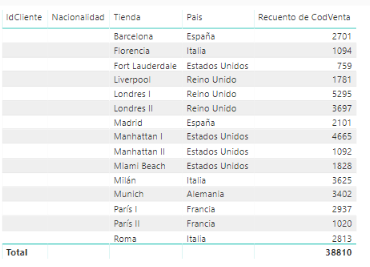 IdCliente Nacionalidad Tienda País Recuento de CodVenta
Barcelona España 2701
Florencia Italia 1094
Fort Lauderdale Estados Unidos 759
Liverpool Reino Unido 1781
Londres I Reino Unido 5295
Londres II Reino Unido 3697
Madrid España 2101
Manhattan I Estados Unidos 4665
Manhattan II Estados Unidos 1092
Miami Beach Estados Unidos 1828
Milán Italia 3625
Munich Alemania 3402
París I Francia 2937
París II Francia 1020
Roma Italia 2813
Total 38810